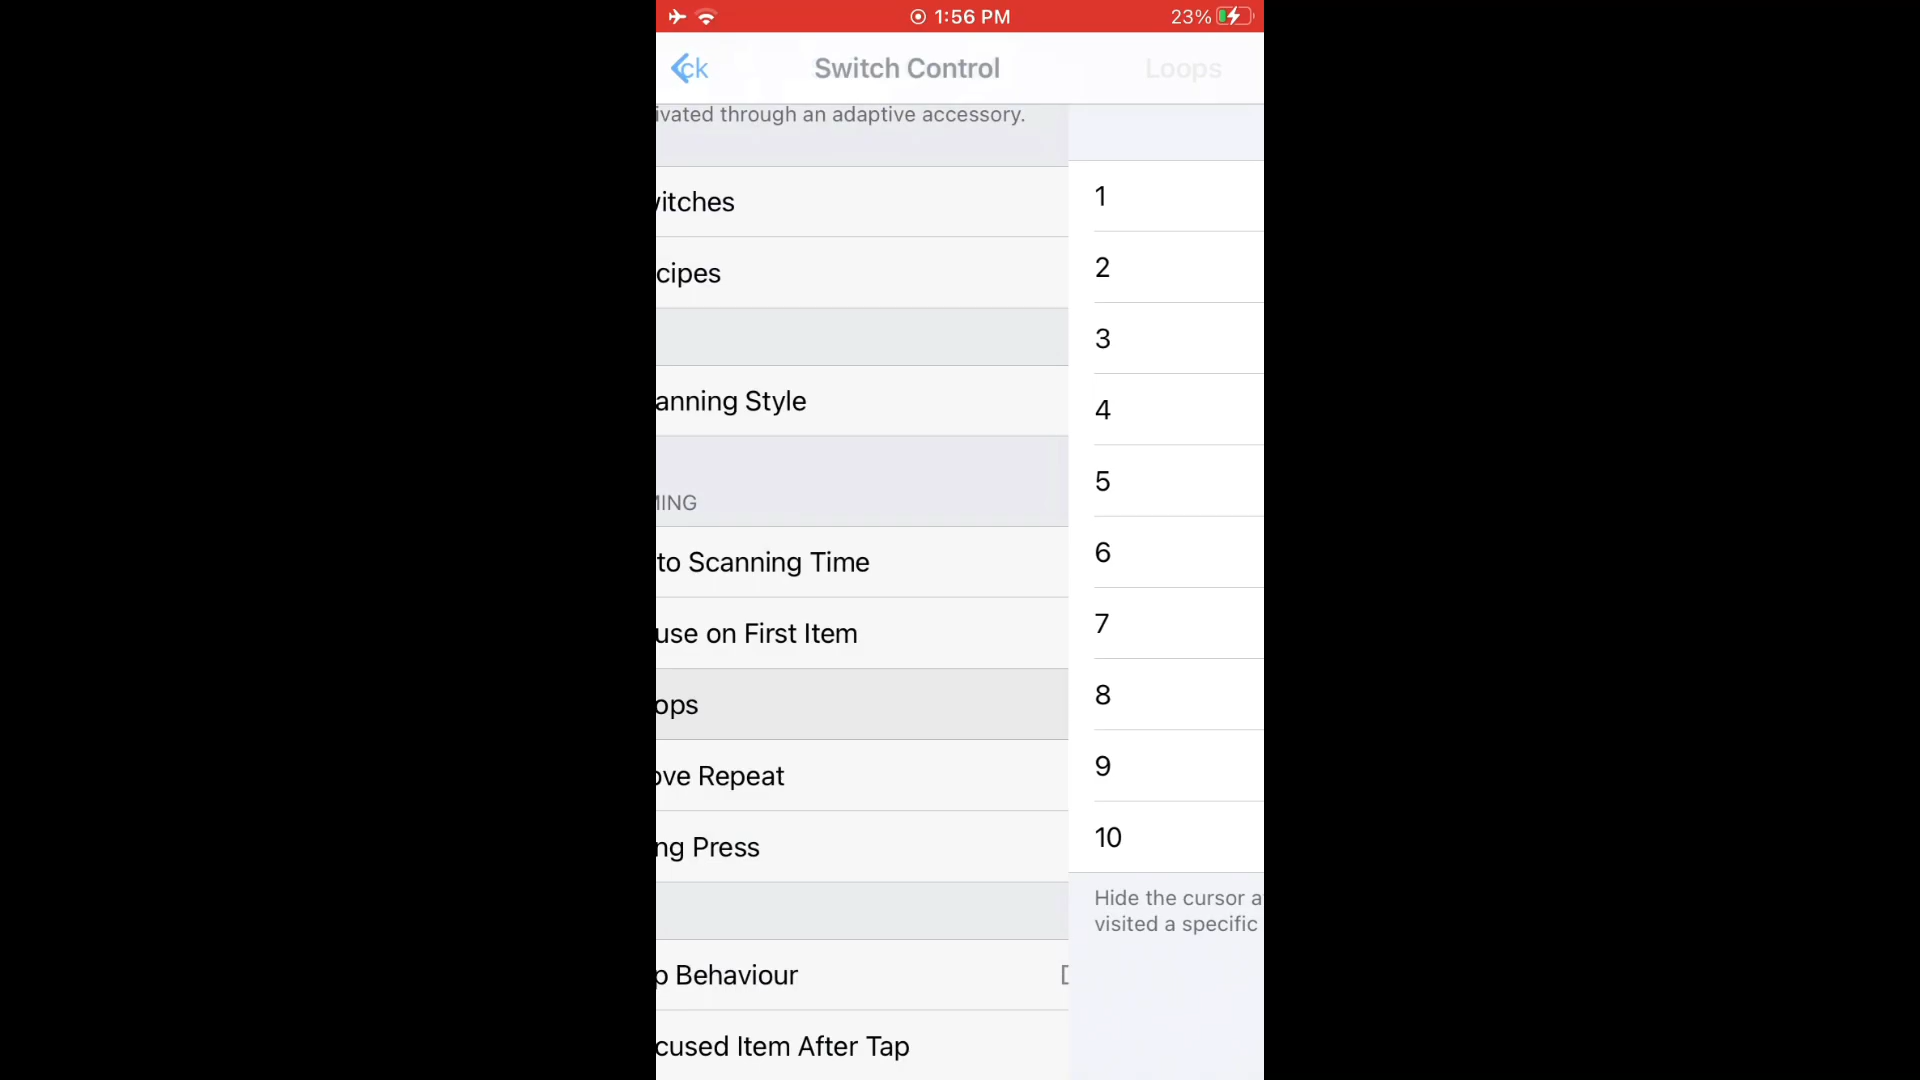 1:56 PM
23%
ck
Switch Control
Loops
ivated through an adaptive accessory.
itches
cipes
anning Style
MING
to Scanning Time
use on First Item
ops
ove Repeat
ng Press
p Behaviour
D
cused Item After Tap
1
2
3
4
5
6
7
8
9
10
Hide the cursor a
visited a specific